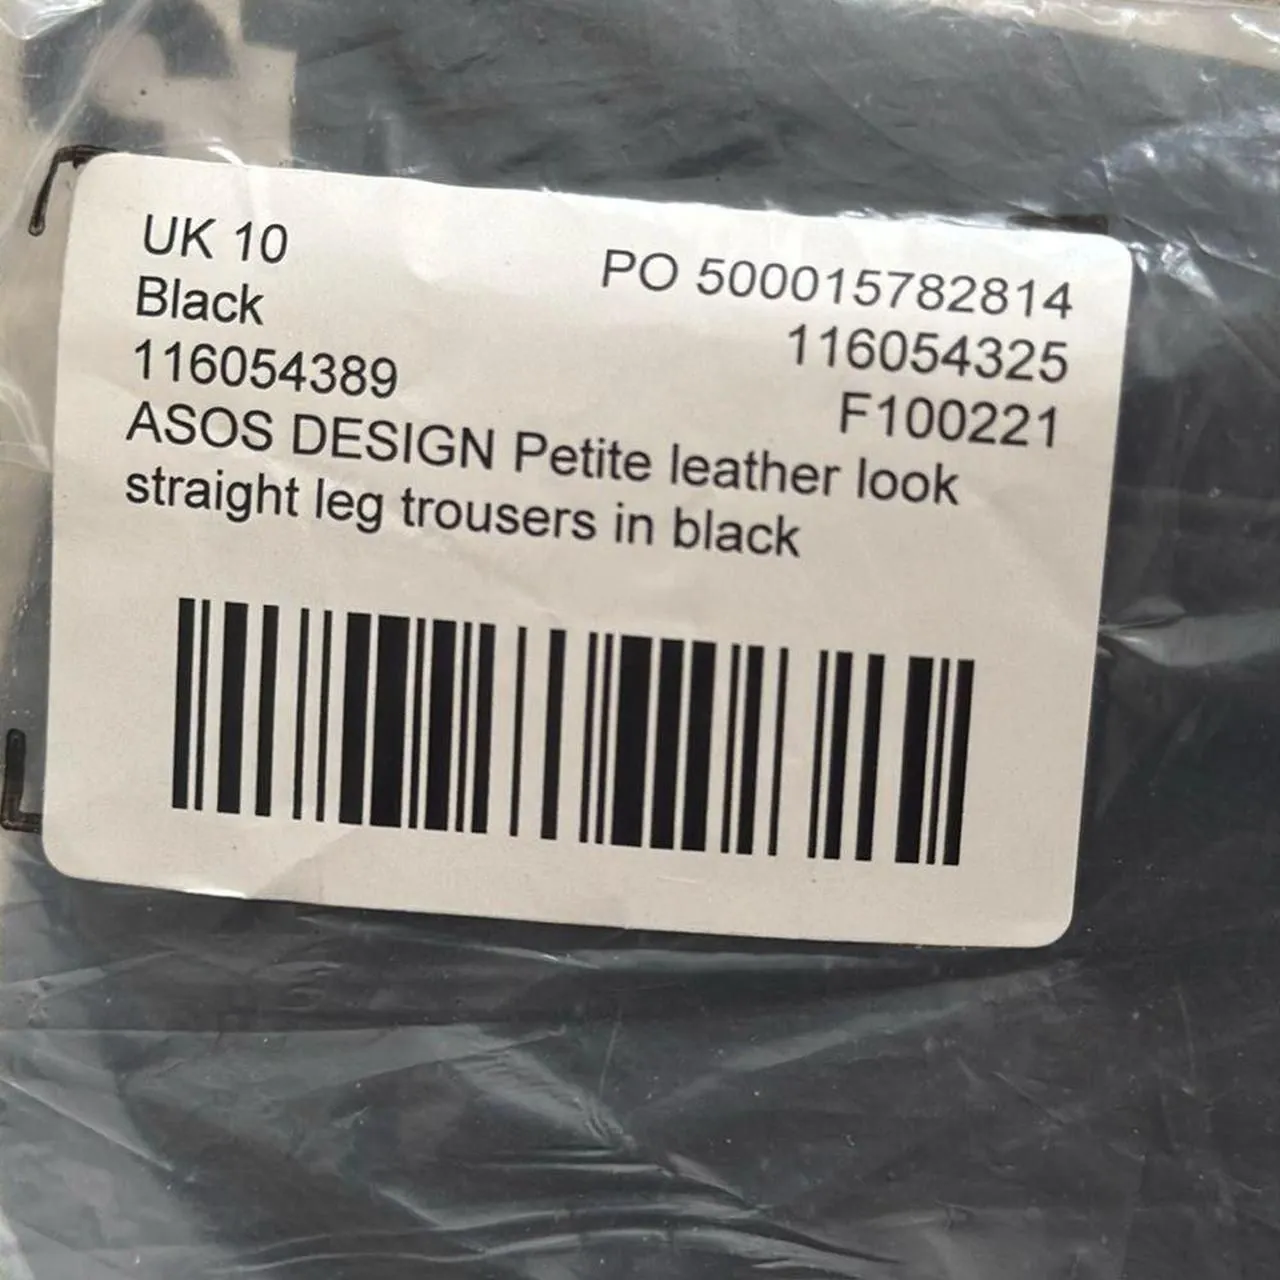 UK 10
Black
116054389
PO 500015782814
116054325
F100221
ASOS DESIGN Petite leather look
straight leg trousers in black